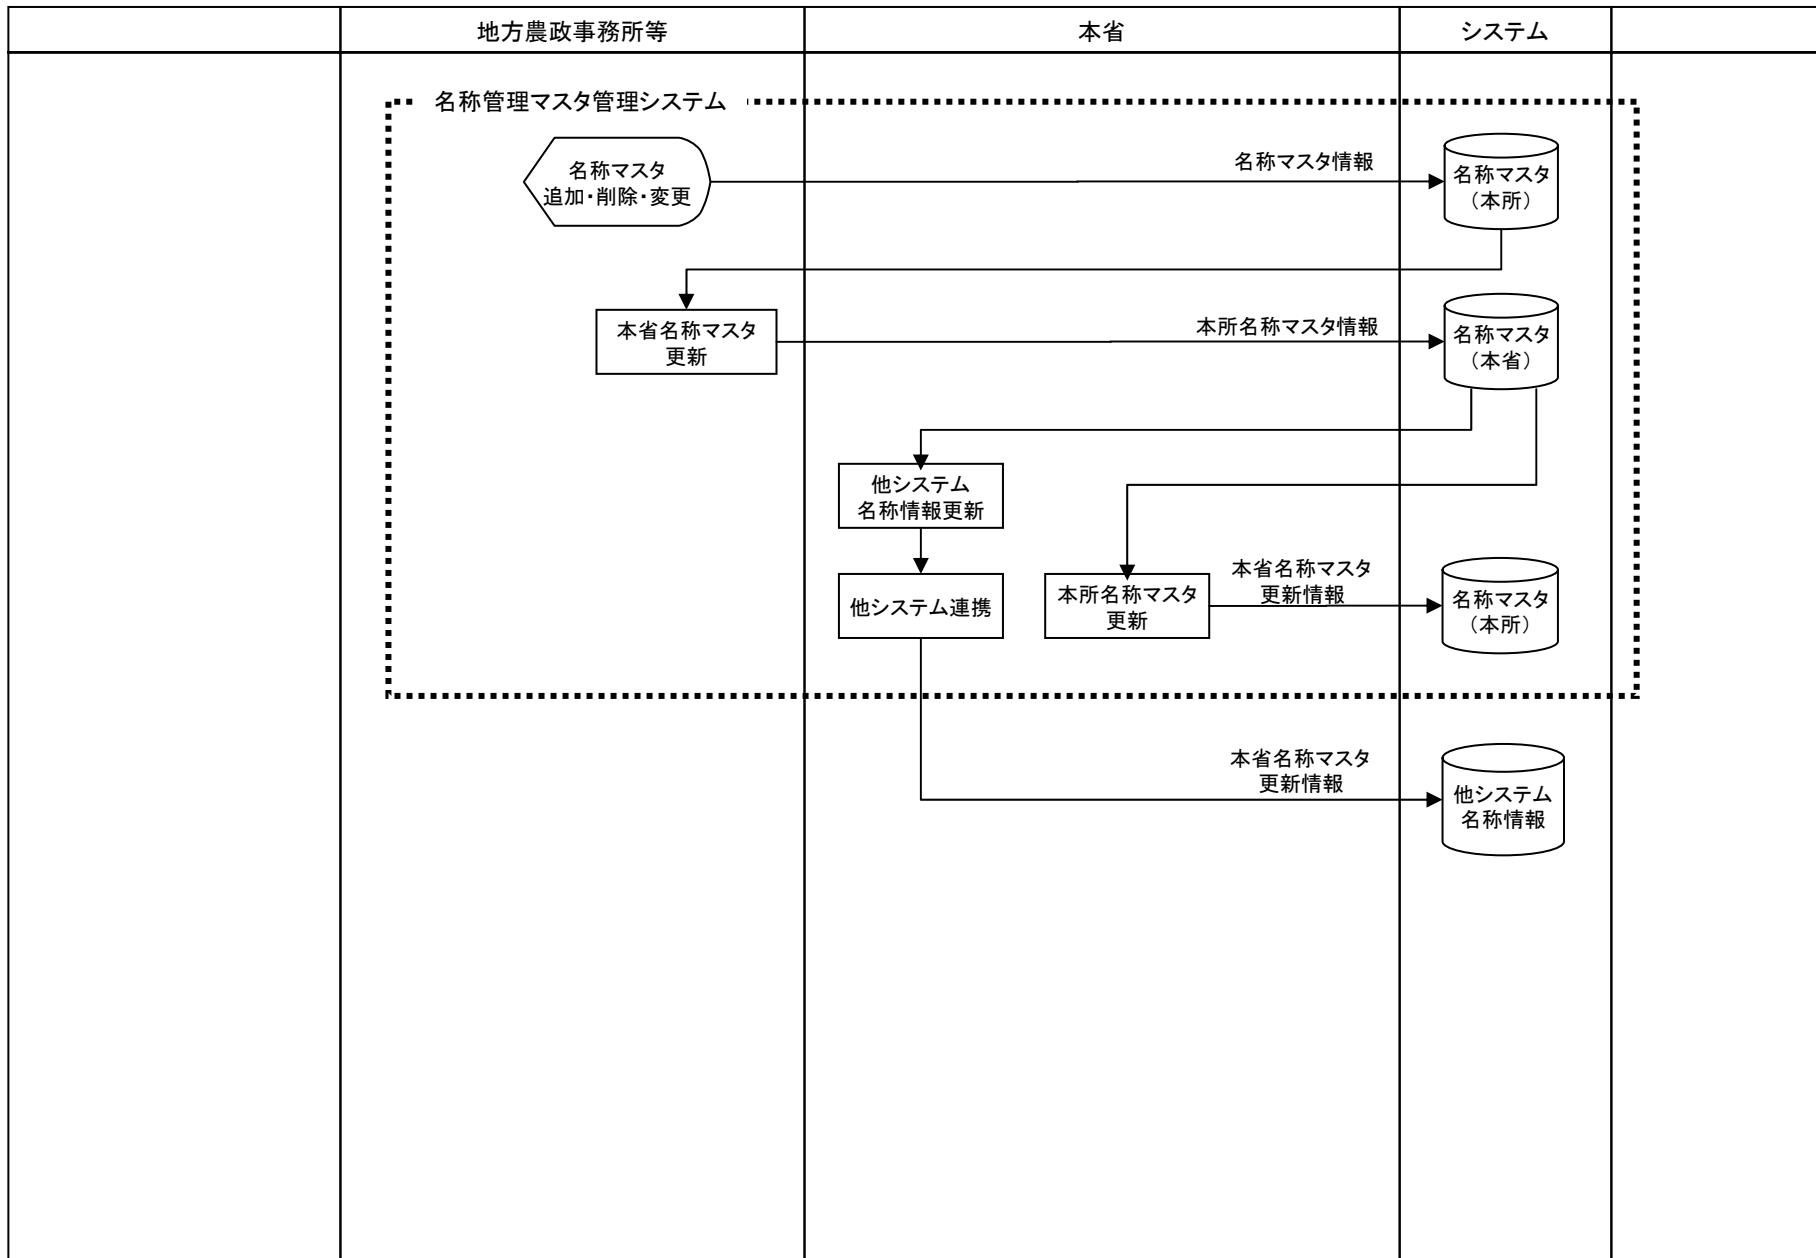 地方農政事務所等
本省
システム
名称管理マスタ管理システム
名称マスタ
追加・削除・変更
名称マスタ情報
名称マスタ
（本所）
本省名称マスタ
更新
本所名称マスタ情報
名称マスタ
（本省）
他システム
名称情報更新
他システム連携
本所名称マスタ
更新
本省名称マスタ
更新情報
名称マスタ
（本所）
本省名称マスタ
更新情報
他システム
名称情報